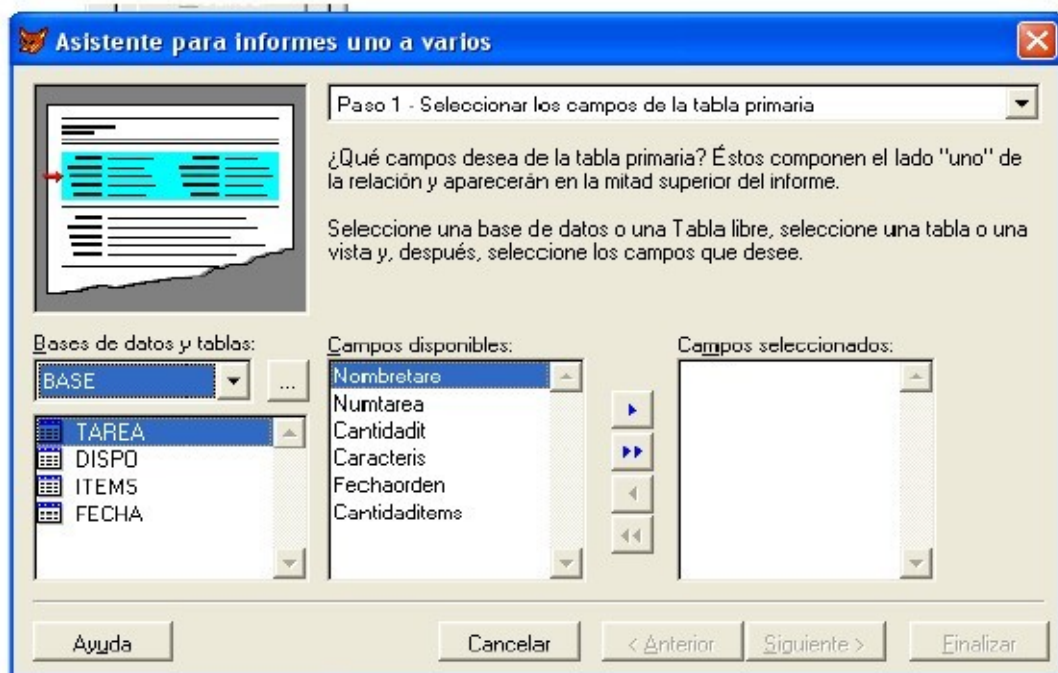 Asistente para informes uno a varios
Paso 1 - Seleccionar los campos de la tabla primaria
¿Qué campos desea de la tabla primaria? Éstos componen el lado "uno" de
la relación y aparecerán en la mitad superior del informe.
Seleccione una base de datos o una Tabla libre, seleccione una tabla o una
vista y, después, seleccione los campos que desee.
Bases de datos y tablas:
BASE
...
TAREA
DISPO
ITEMS
FECHA
Campos disponibles:
Nombretare
Numtarea
Cantidadit
Caracteris
Fechaorden
Cantidaditems
Campos seleccionados:
Ayuda
Cancelar
< Anterior
Siguiente >
Finalizar